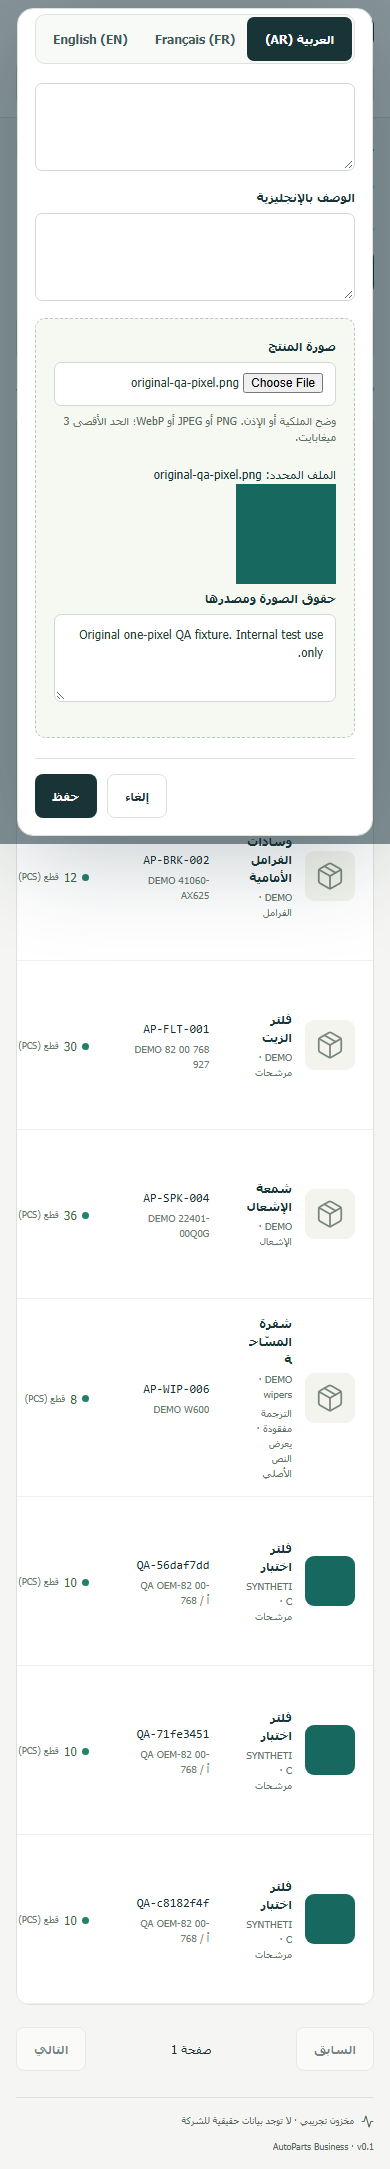 العربية (AR)
Français (FR)
English (EN)
الوصف بالإنجليزية
صورة المنتج
Choose File original-qa-pixel.png
وضح الملكية أو الإذن. PNG أو JPEG أو WebP؛ الحد الأقصى 3
ميغابايت.
الملف المحدد: original-qa-pixel.png
حقوق الصورة ومصدرها
Original one-pixel QA fixture. Internal test use
only.
إلغاء
حفظ
وسادات
الفرامل
الأمامية
DEMO ·
الفرامل
AP-BRK-002
DEMO 41060-
AX625
12 قطع (PCS)
فلتر
الزيت
DEMO ·
مرشحات
AP-FLT-001
DEMO 82 00 768
927
30 قطع (PCS)
شمعة
الإشعال
DEMO ·
الإشعال
AP-SPK-004
DEMO 22401-
00Q0G
36 قطع (PCS)
شفرة
المسّاح
ة
DEMO ·
wipers
الترجمة
مفقودة ·
يعرض
النص
الأصلي
AP-WIP-006
DEMO W600
8 قطع (PCS)
فلتر
اختبار
SYNTHETI
C ·
مرشحات
QA-56daf7dd
QA OEM-82 00-
768 / أ
10 قطع (PCS)
فلتر
اختبار
SYNTHETI
C ·
مرشحات
QA-71fe3451
QA OEM-82 00-
768 / أ
10 قطع (PCS)
فلتر
اختبار
SYNTHETI
C ·
مرشحات
QA-c8182f4f
QA OEM-82 00-
768 / أ
10 قطع (PCS)
السابق
صفحة 1
التالي
مخزون تجريبي · لا توجد بيانات حقيقية للشركة
AutoParts Business · v0.1